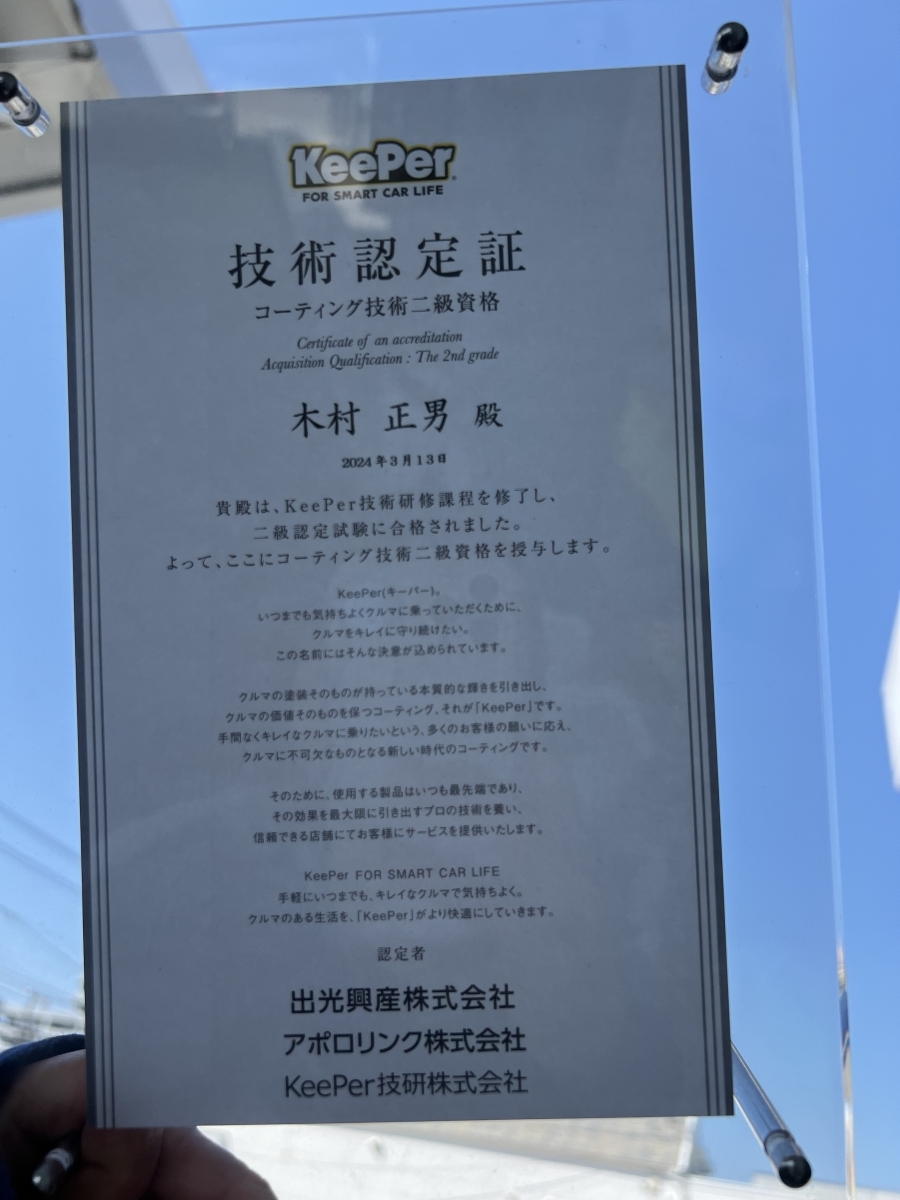 KeePer
FOR SMART CAR LIFE
技術認定証
コーティング技術二級資格
Certificate of an accreditation
Acquisition Qualification : The 2nd grade
木村 正男 殿
2024年3月13日
貴殿は、KeePer技術研修課程を修了し、
二級認定試験に合格されました。
よって、ここにコーティング技術二級資格を授与します。
KeePer(キーパー)。
いつまでも気持ちよくクルマに乗っていただくために、
クルマをキレイに守り続けたい。
この名前にはそんな決意が込められています。
クルマの塗装そのものが持っている本質的な輝きを引き出し、
クルマの価値そのものを保つコーティング、それが「KeePer」です。
手間なくキレイなクルマに乗りたいという、多くのお客様の願いに応え、
クルマに不可欠なものとなる新しい時代のコーティングです。
そのために、使用する製品はいつも最先端であり、
その効果を最大限に引き出すプロの技術を養い、
信頼できる店舗にてお客様にサービスを提供いたします。
KeePer FOR SMART CAR LIFE
手軽にいつまでも、キレイなクルマで気持ちよく。
クルマのある生活を、「KeePer」がより快適にしていきます。
認定者
出光興産株式会社
アポロリンク株式会社
KeePer技研株式会社